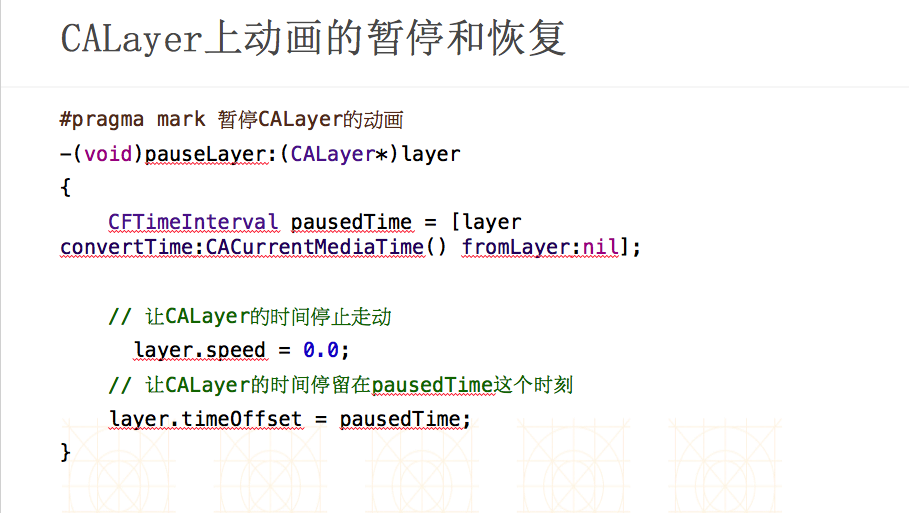 CALayer上动画的暂停和恢复
#pragma mark 暂停CALayer的动画
-(void)pauseLayer:(CALayer*)layer
{
CFTimeInterval pausedTime = [layer
convertTime:CACurrentMediaTime() fromLayer:nil];
// 让CALayer的时间停止走动
layer.speed = 0.0;
// 让CALayer的时间停留在pausedTime这个时刻
layer.timeOffset = pausedTime;
}